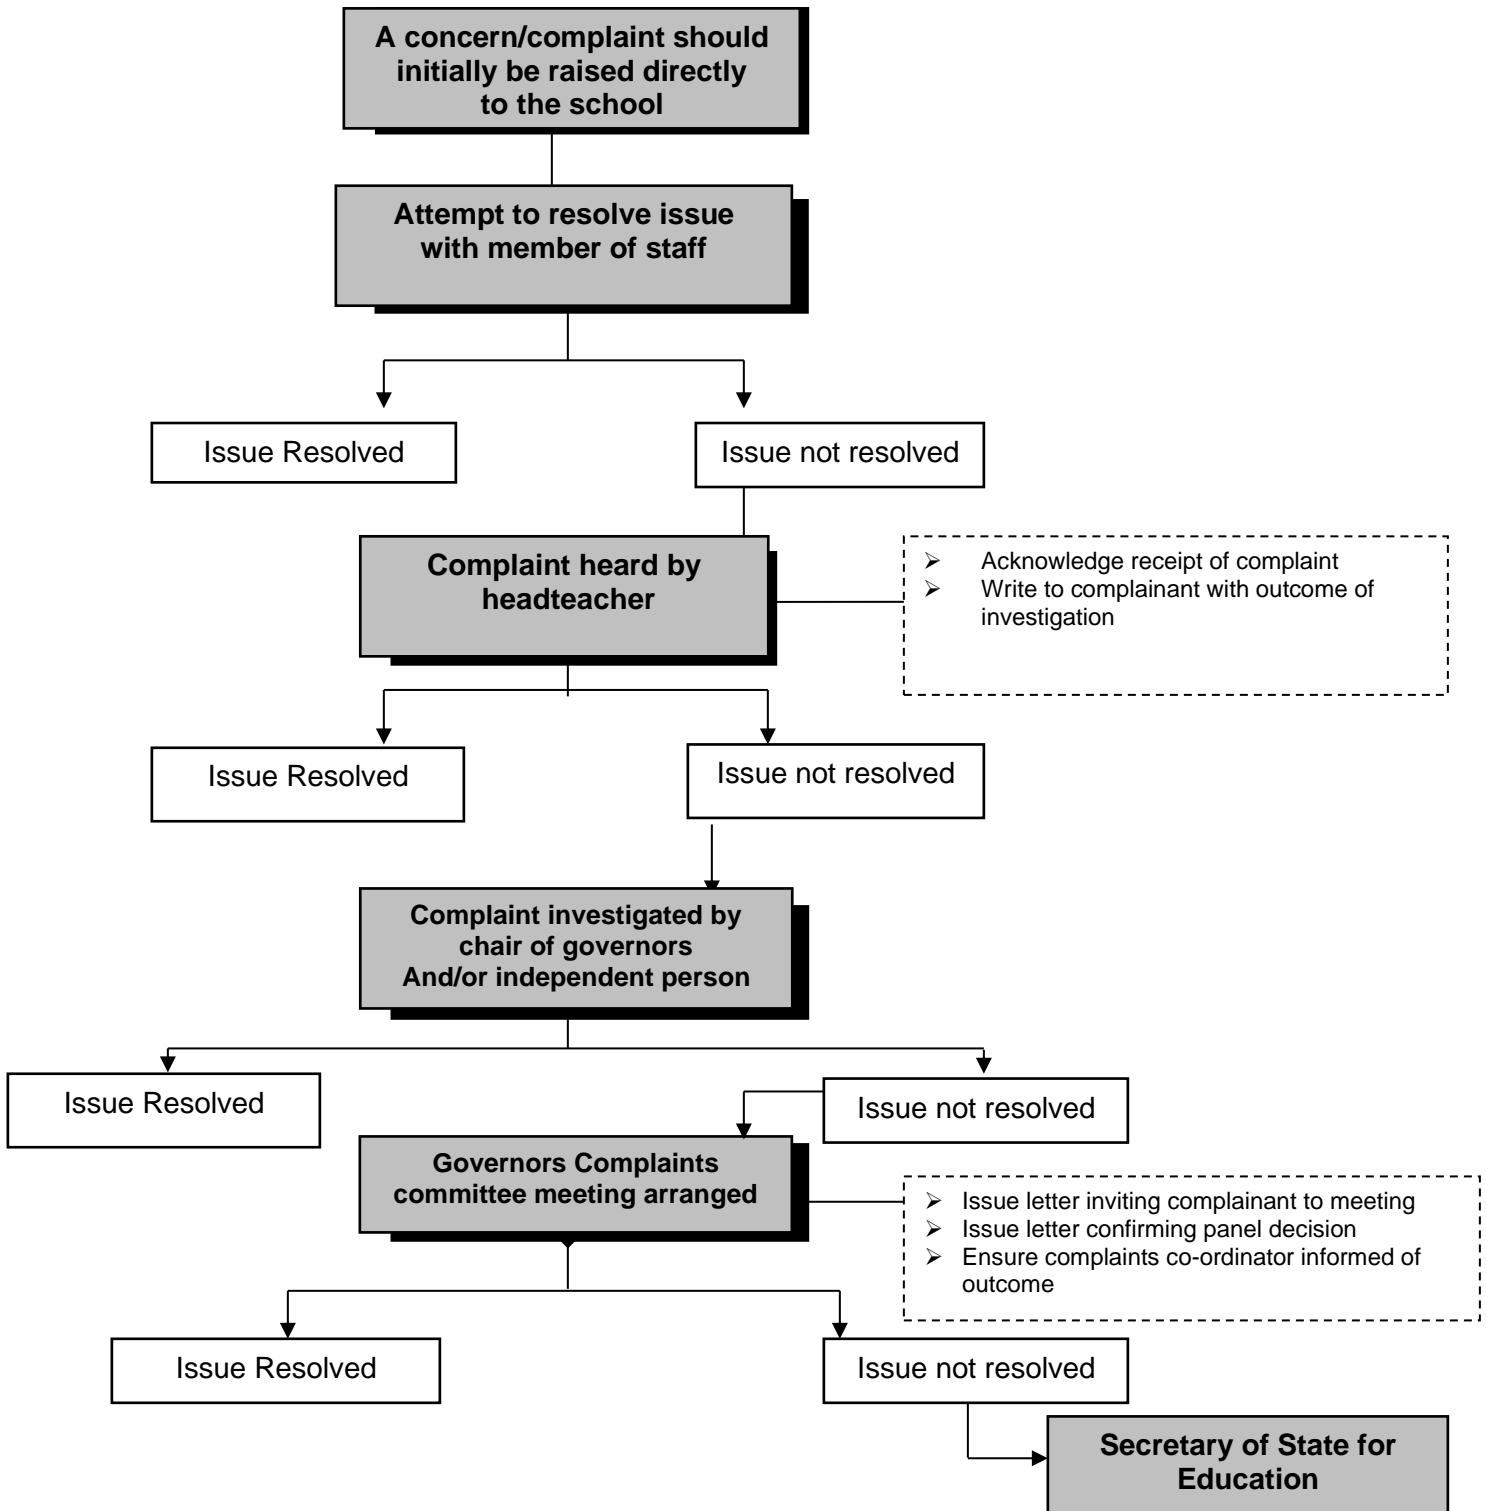 A concern/complaint should
initially be raised directly
to the school
Attempt to resolve issue
with member of staff
Issue Resolved
Issue not resolved
Complaint heard by
headteacher
➢ Acknowledge receipt of complaint
➢ Write to complainant with outcome of
investigation
Issue Resolved
Issue not resolved
Complaint investigated by
chair of governors
And/or independent person
Issue Resolved
Issue not resolved
Governors Complaints
committee meeting arranged
➢ Issue letter inviting complainant to meeting
➢ Issue letter confirming panel decision
➢ Ensure complaints co-ordinator informed of
outcome
Issue Resolved
Issue not resolved
Secretary of State for
Education